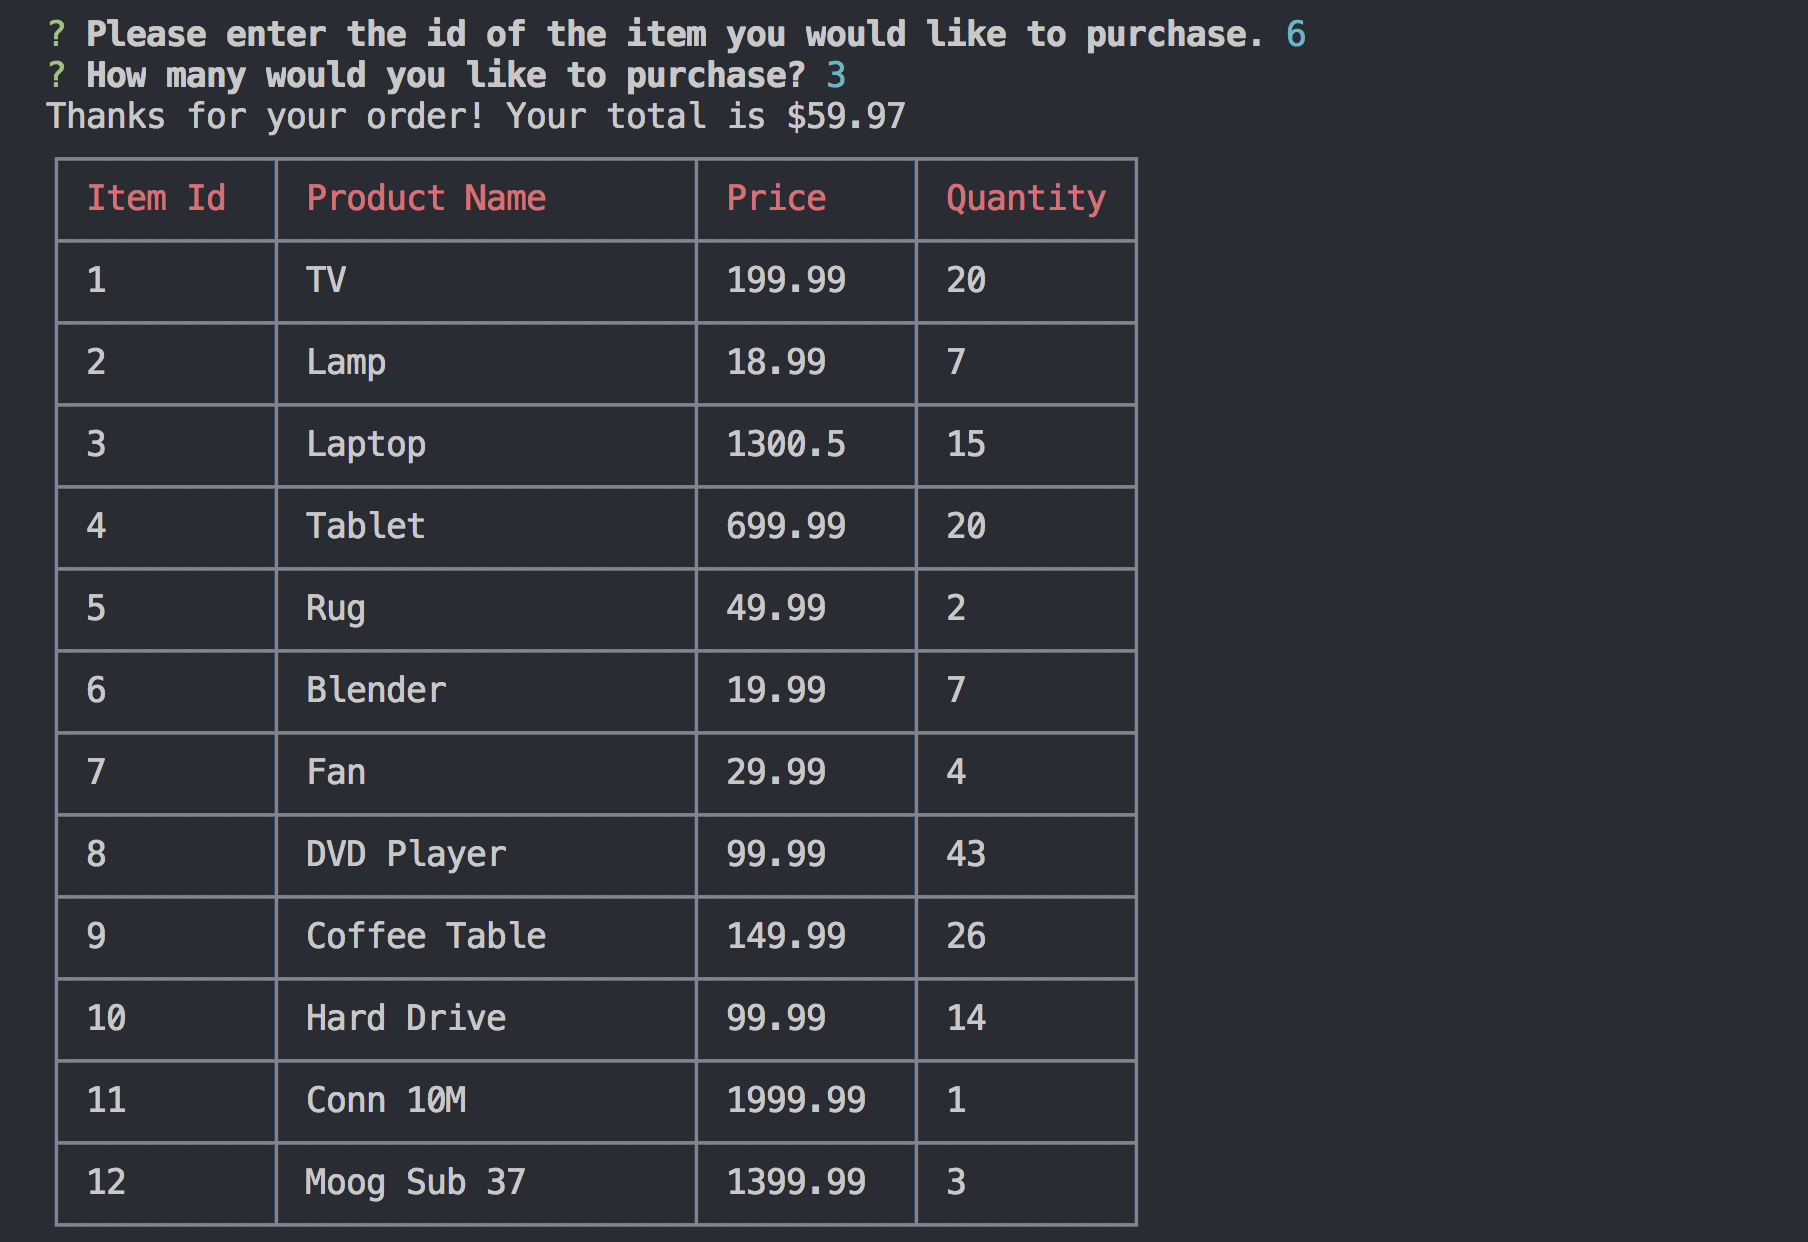 ? Please enter the id of the item you would like to purchase. 6
? How many would you like to purchase? 3
Thanks for your order! Your total is $59.97
Item Id Product Name Price Quantity
1 TV 199.99 20
2 Lamp 18.99 7
3 Laptop 1300.5 15
4 Tablet 699.99 20
5 Rug 49.99 2
6 Blender 19.99 7
7 Fan 29.99 4
8 DVD Player 99.99 43
9 Coffee Table 149.99 26
10 Hard Drive 99.99 14
11 Conn 10M 1999.99 1
12 Moog Sub 37 1399.99 3